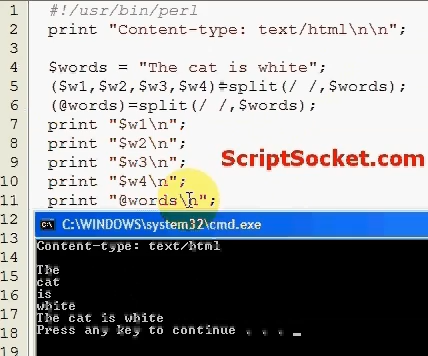 1 #!/usr/bin/perl
2 print "Content-type: text/html\n\n";
3
4 $words = "The cat is white";
5 ($w1,$w2,$w3,$w4)=split(/ /,$words);
6 (@words)=split(/ /,$words);
7 print "$w1\n";
8 print "$w2\n";
9 print "$w3\n";
10 print "$w4\n";
11 print "@words\n";
12
13
14
15
16
17
18
ScriptSocket.com
C:\WINDOWS\system32\cmd.exe
Content-type: text/html
The
cat
is
white
The cat is white
Press any key to continue . . . _